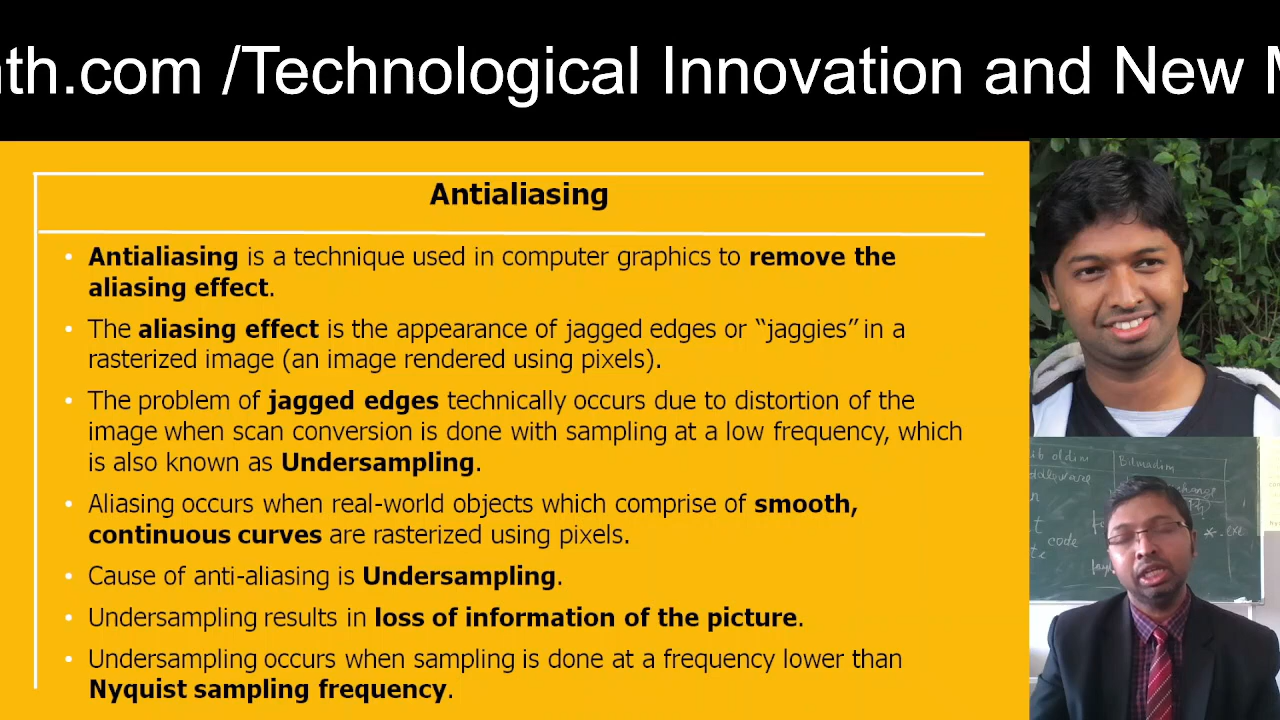 nth.com /Technological Innovation and New M
Antialiasing
• Antialiasing is a technique used in computer graphics to remove the
aliasing effect.
• The aliasing effect is the appearance of jagged edges or “jaggies” in a
rasterized image (an image rendered using pixels).
• The problem of jagged edges technically occurs due to distortion of the
image when scan conversion is done with sampling at a low frequency, which
is also known as Undersampling.
• Aliasing occurs when real-world objects which comprise of smooth,
continuous curves are rasterized using pixels.
• Cause of anti-aliasing is Undersampling.
• Undersampling results in loss of information of the picture.
• Undersampling occurs when sampling is done at a frequency lower than
Nyquist sampling frequency.
oldim
Bilmadim
change
code
*.exe